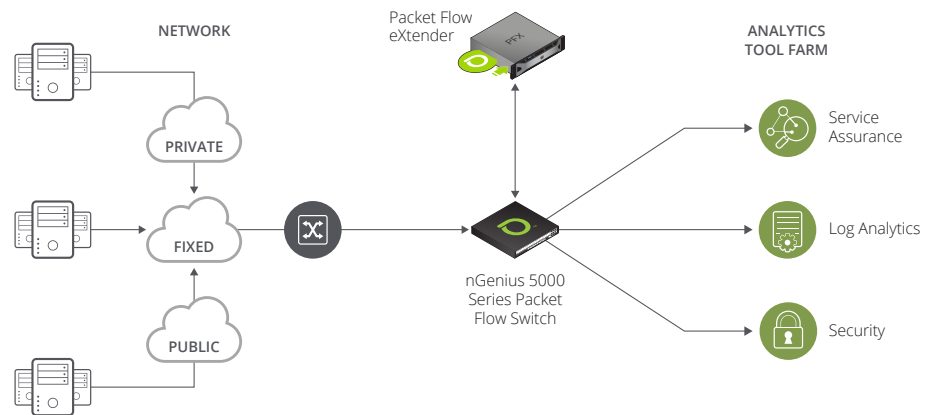 NETWORK
Packet Flow
eXtender
PFX
ANALYTICS
TOOL FARM
PRIVATE
Service
Assurance
FIXED
Log Analytics
nGenius 5000
Series Packet
Flow Switch
PUBLIC
Security